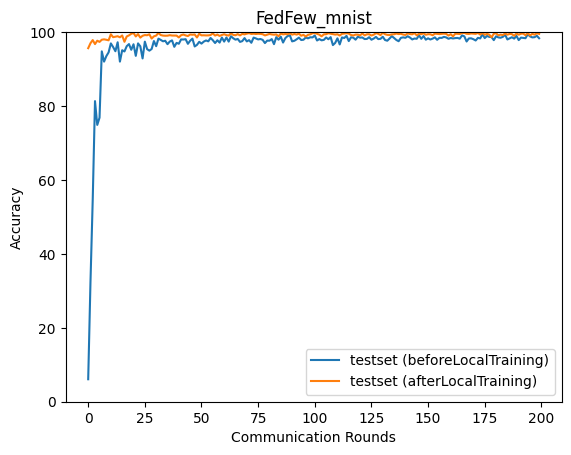 FedFew_mnist
100
80
60
40
20
0
Accuracy
testset (beforeLocalTraining)
testset (afterLocalTraining)
0 25 50 75 100 125 150 175 200
Communication Rounds